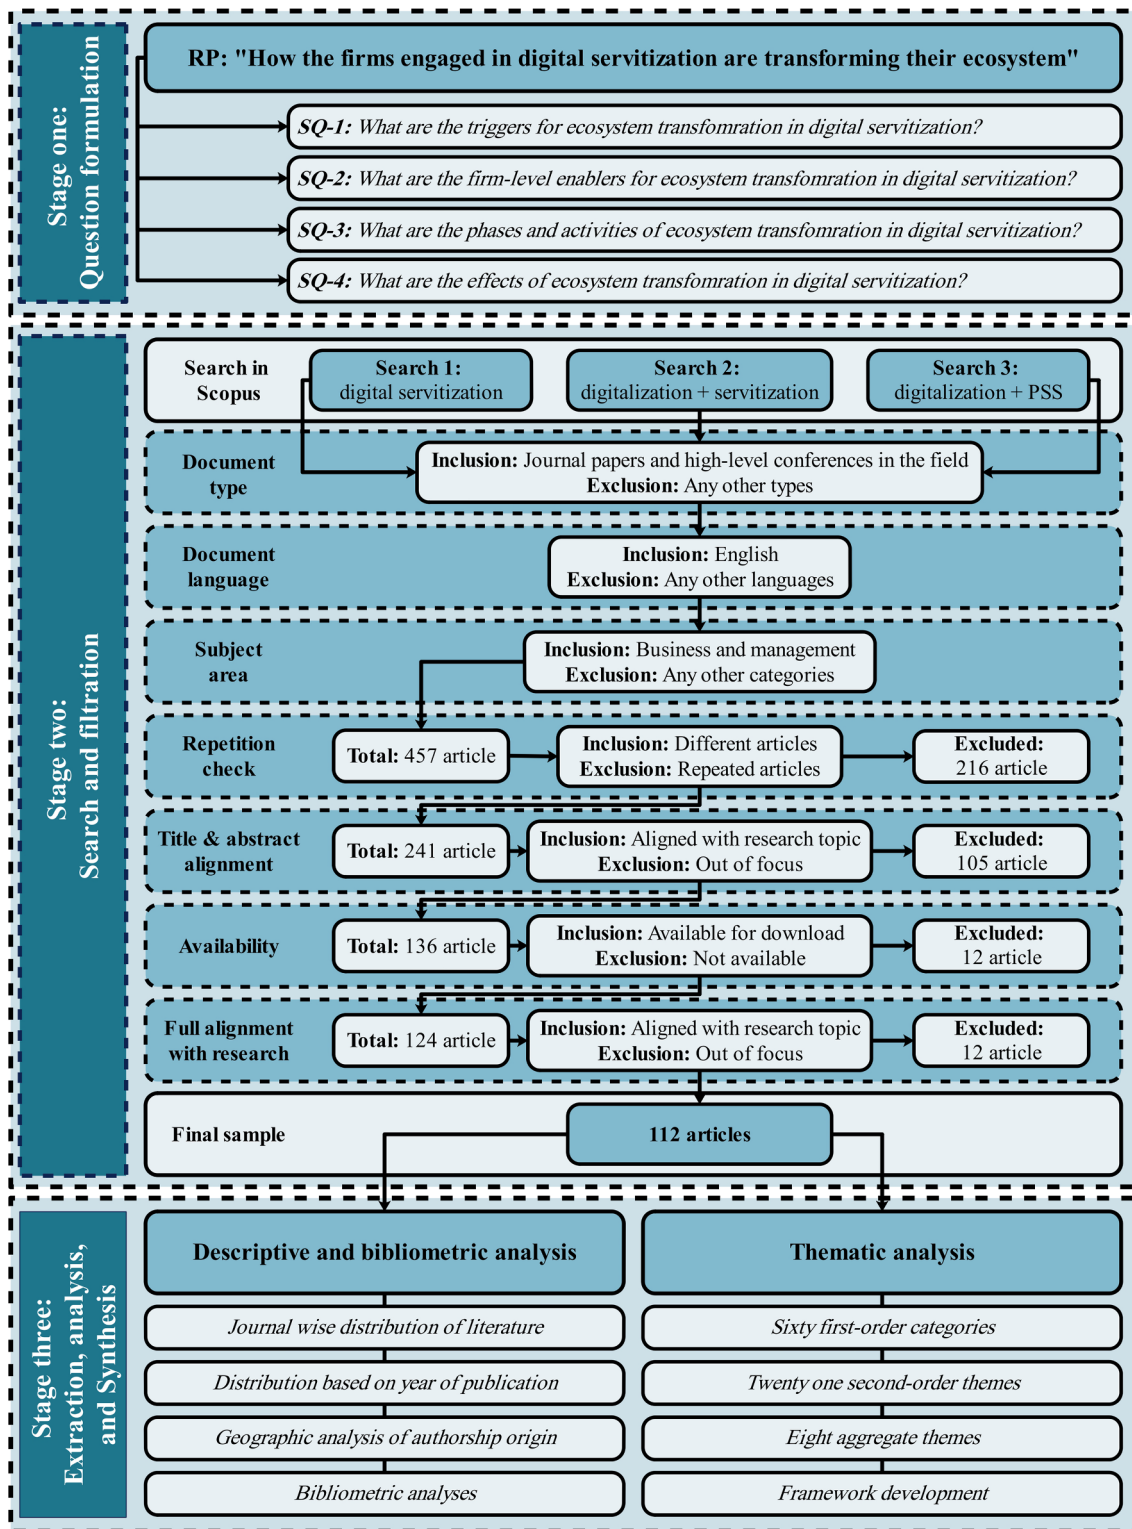 Stage one:
Question formulation
RP: "How the firms engaged in digital servitization are transforming their ecosystem"
SQ-1: What are the triggers for ecosystem transfomration in digital servitization?
SQ-2: What are the firm-level enablers for ecosystem transfomration in digital servitization?
SQ-3: What are the phases and activities of ecosystem transfomration in digital servitization?
SQ-4: What are the effects of ecosystem transfomration in digital servitization?
Stage two:
Search and filtration
Search in
Scopus
Search 1:
digital servitization
Search 2:
digitalization + servitization
Search 3:
digitalization + PSS
Document
type
Inclusion: Journal papers and high-level conferences in the field
Exclusion: Any other types
Document
language
Inclusion: English
Exclusion: Any other languages
Subject
area
Inclusion: Business and management
Exclusion: Any other categories
Repetition
check
Total: 457 article
Inclusion: Different articles
Exclusion: Repeated articles
Excluded:
216 article
Title & abstract
alignment
Total: 241 article
Inclusion: Aligned with research topic
Exclusion: Out of focus
Excluded:
105 article
Availability
Total: 136 article
Inclusion: Available for download
Exclusion: Not available
Excluded:
12 article
Full alignment
with research
Total: 124 article
Inclusion: Aligned with research topic
Exclusion: Out of focus
Excluded:
12 article
Final sample
112 articles
Stage three:
Extraction, analysis,
and Synthesis
Descriptive and bibliometric analysis
Journal wise distribution of literature
Distribution based on year of publication
Geographic analysis of authorship origin
Bibliometric analyses
Thematic analysis
Sixty first-order categories
Twenty one second-order themes
Eight aggregate themes
Framework development